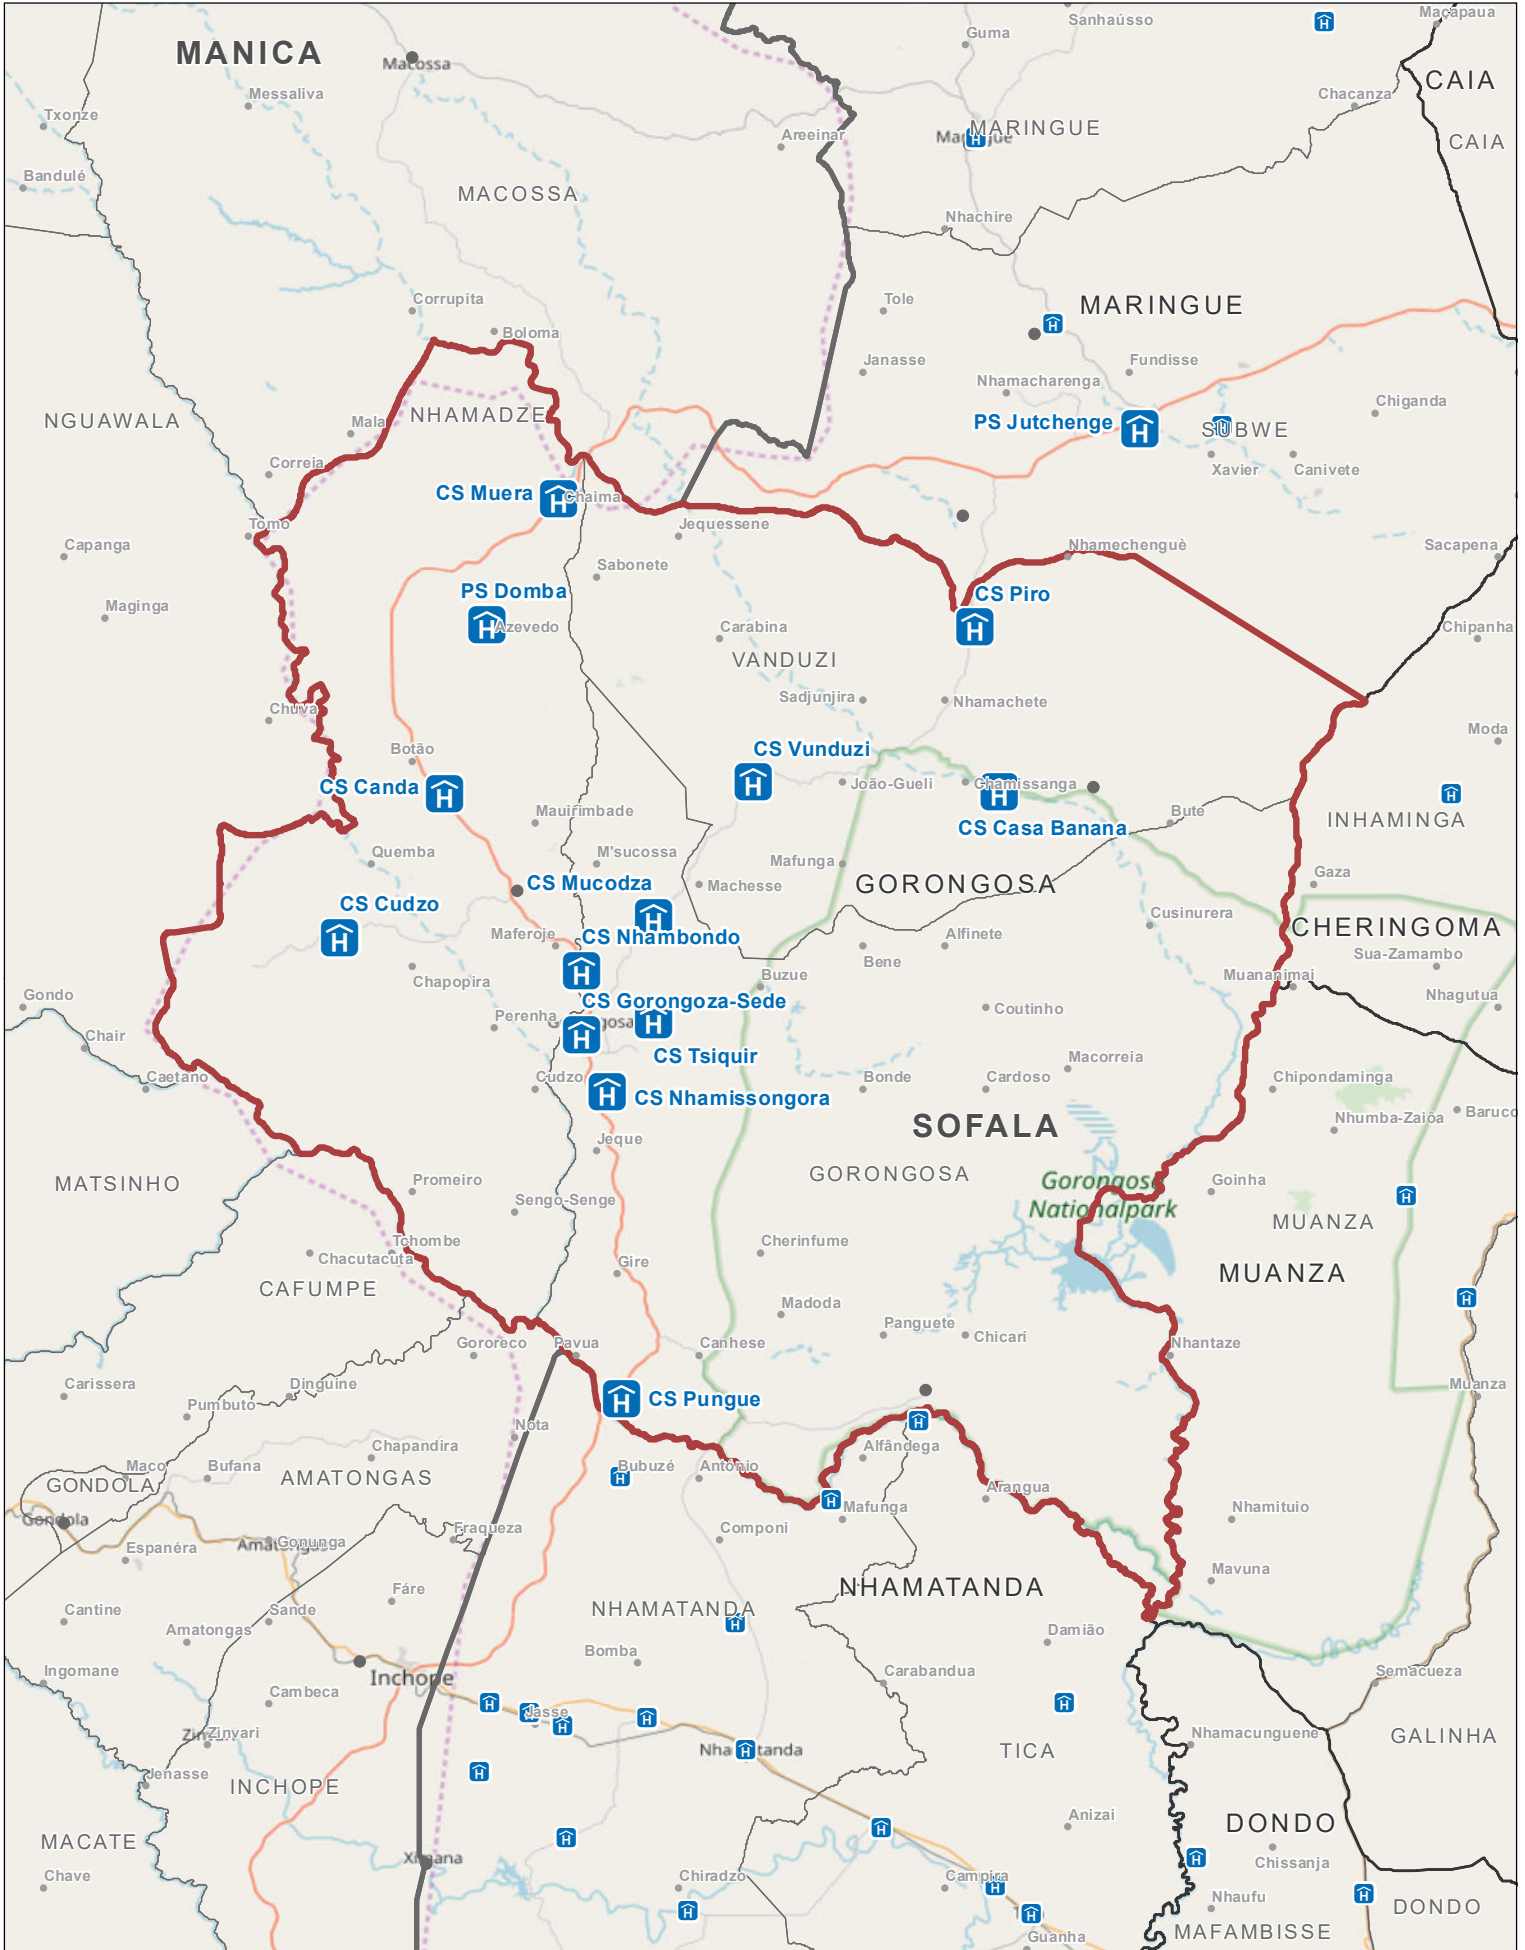 Maçapaua
Sanhaússo
Guma
MANICA
Macossa
CAIA
Messaliva
Chacanza
Txonze
Areeinar
MARINGUE
CAIA
Bandulé
MACOSSA
Nhachire
Corrupita
Tole
MARINGUE
Boloma
Janasse
Fundisse
Nhamacharenga
NHAMADZE
Chiganda
NGUAWALA
Mala
PS Jutchenge
SUBWE
Correia
Xavier
Canivete
CS Muera
Chaima
Tomo
Jequessene
Capanga
Nhamechenguè
Sacapena
Sabonete
PS Domba
CS Piro
Maginga
Azevedo
Carabina
Chipanha
VANDUZI
Sadjunjira
Nhamachete
Chuva
Moda
Botão
CS Vunduzi
CS Canda
João-Gueli
Chamissanga
Mauirimbade
Bute
INHAMINGA
CS Casa Banana
Quemba
M'sucossa
Mafunga
Gaza
CS Mucodza
Machesse
GORONGOSA
CS Cudzo
Cusinurera
CHERINGOMA
Maferoje
CS Nhambondo
Alfinete
Sua-Zamambo
Bene
Chapopira
Buzue
Muananimai
Gondo
CS Gorongoza-Sede
Nhagutua
Coutinho
Perenha
Chair
CS Tsiquir
Macorreia
Caetano
Cudzo
Bonde
Cardoso
Chipondaminga
CS Nhamissongora
Nhumba-Zaiôa
Baruco
SOFALA
Jeque
MATSINHO
Promeiro
GORONGOSA
Gorongosa
Nationalpark
Goinha
Sengo-Senge
MUANZA
Tchombe
Cherinfume
Chacutacuta
Gire
MUANZA
CAFUMPE
Madoda
Panguete
Chicari
Gororeco
Pavua
Canhese
Nhantaze
Carissera
Dinguine
Muanza
Pumbuto
CS Pungue
Nota
Chapandira
Alfândega
Maco
Bufana
AMATONGAS
Bubuzé
António
GONDOLA
Arangua
Mafunga
Nhamituio
Gondola
Fraqueza
Componi
Gonunga
Espanéra
Mavuna
Fáre
NHAMATANDA
Cantine
Sande
NHAMATANDA
Amatongas
Damião
Bomba
Ingomane
Inchope
Carabandua
Semacueza
Cambeca
Jasse
Zinyari
Nhamacunguene
GALINHA
TICA
Jenasse
INCHOPE
Anizai
DONDO
MACATE
Chissanja
Chave
Chiradzo
Campira
Nhaufu
DONDO
Guanha
MAFAMBISSE